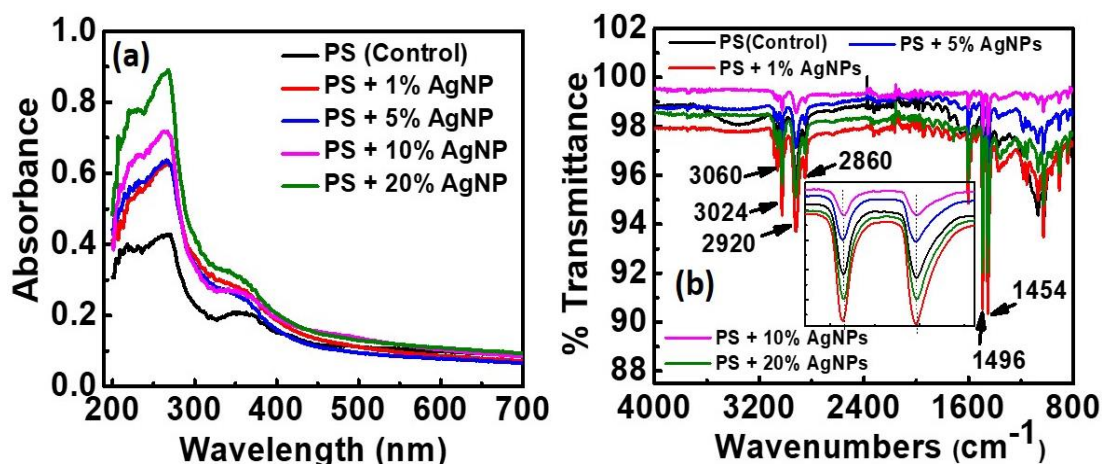 (a)
PS (Control)
PS + 1% AgNP
PS + 5% AgNP
PS + 10% AgNP
PS + 20% AgNP
Absorbance
1.0
0.8
0.6
0.4
0.2
0.0
200 300 400 500 600 700
Wavelength (nm)
PS(Control)
PS + 5% AgNPs
PS + 1% AgNPs
% Transmittance
102
100
98
96
94
92
90
88
3060
2860
3024
2920
(b)
1454
1496
PS + 10% AgNPs
PS + 20% AgNPs
4000 3200 2400 1600 800
Wavenumbers (cm-1)